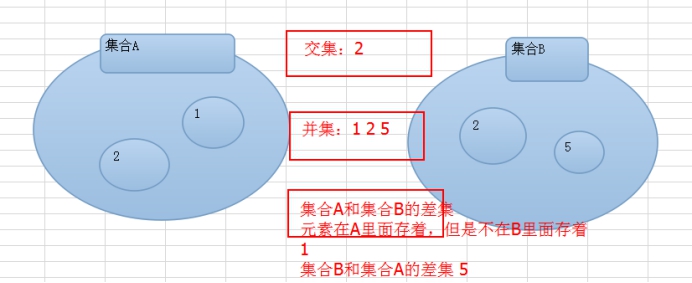 集合A
交集：2
集合B
1
2
并集：1 2 5
2
5
集合A和集合B的差集
元素在A里面存着，但是不在B里面存着
1
集合B和集合A的差集 5